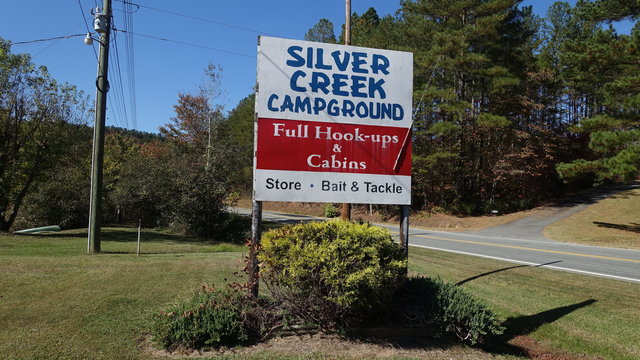 SILVER
CREEK
CAMPGROUND
Full Hook-ups
&
Cabins
Store · Bait & Tackle